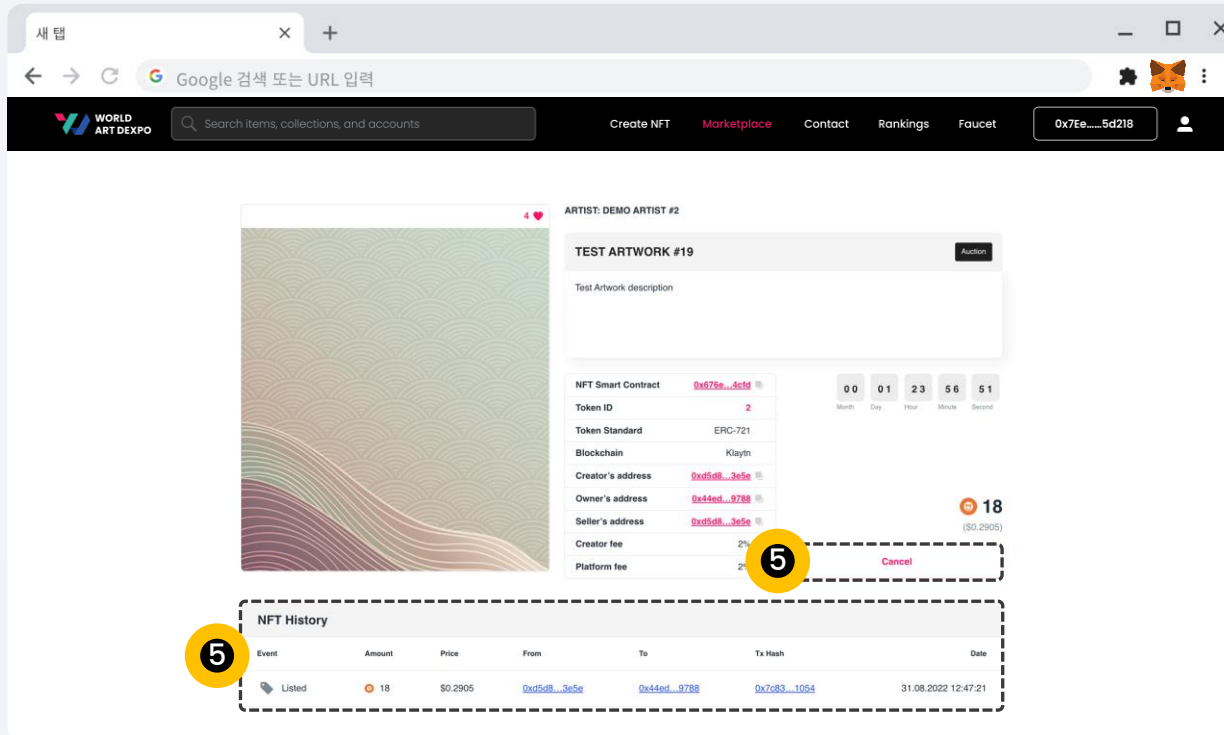 새 탭
Google 검색 또는 URL 입력
WORLD
ART DEXPO
Search items, collections, and accounts
Create NFT
Marketplace
Contact
Rankings
Faucet
0x7Ee......5d218
4
ARTIST: DEMO ARTIST #2
TEST ARTWORK #19
Auction
Test Artwork description
NFT Smart Contract 0x676e...4cfd
Token ID 2
Token Standard ERC-721
Blockchain Klaytn
Creator's address 0xd5d8...3e5e
Owner's address 0x44ed...9788
Seller's address 0xd5d8...3e5e
Creator fee 2%
Platform fee 2%
00 01 23 56 51
Month Day Hour Minute Second
18
($0.2905)
5
Cancel
5
NFT History
Event Amount Price From To Tx Hash Date
Listed 18 $0.2905 0xd5d8...3e5e 0x44ed...9788 0x7c83...1054 31.08.2022 12:47:21